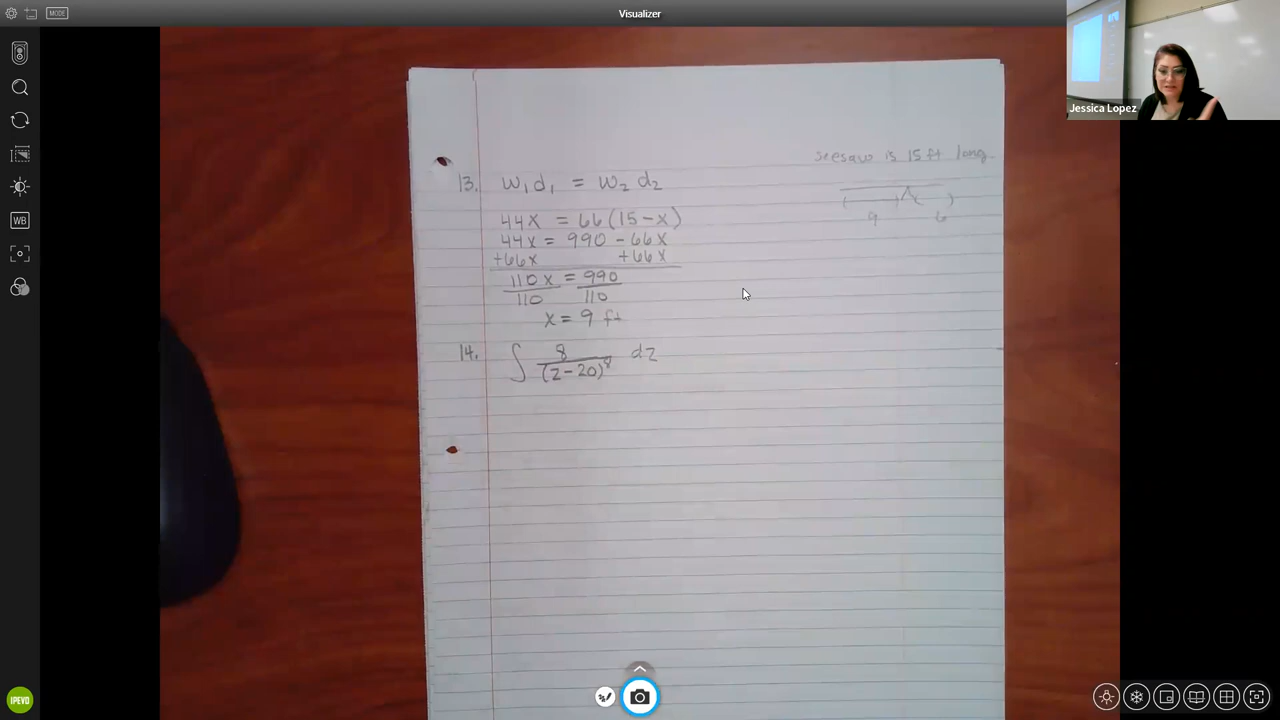 MODE
Visualizer
Jessica Lopez
WB
seesaw is 15 ft long
13. w₁d₁ = w₂d₂
9 6
44x = 66(15-x)
44x = 990 - 66x
+66x +66x
110x = 990
110 110
x = 9 ft
14. ∫ 8/(z-20)⁸ dz
IPEVO